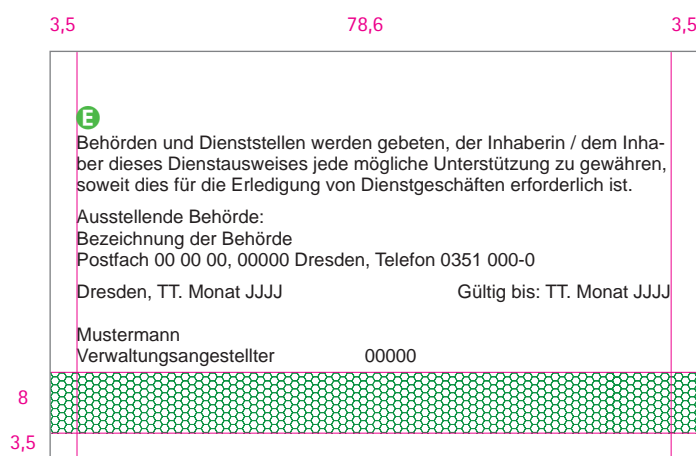 3,5 78,6 3,5
E
Behörden und Dienststellen werden gebeten, der Inhaberin / dem Inha-
ber dieses Dienstausweises jede mögliche Unterstützung zu gewähren,
soweit dies für die Erledigung von Dienstgeschäften erforderlich ist.
Ausstellende Behörde:
Bezeichnung der Behörde
Postfach 00 00 00, 00000 Dresden, Telefon 0351 000-0
Dresden, TT. Monat JJJJ Gültig bis: TT. Monat JJJJ
Mustermann
Verwaltungsangestellter 00000
8
3,5